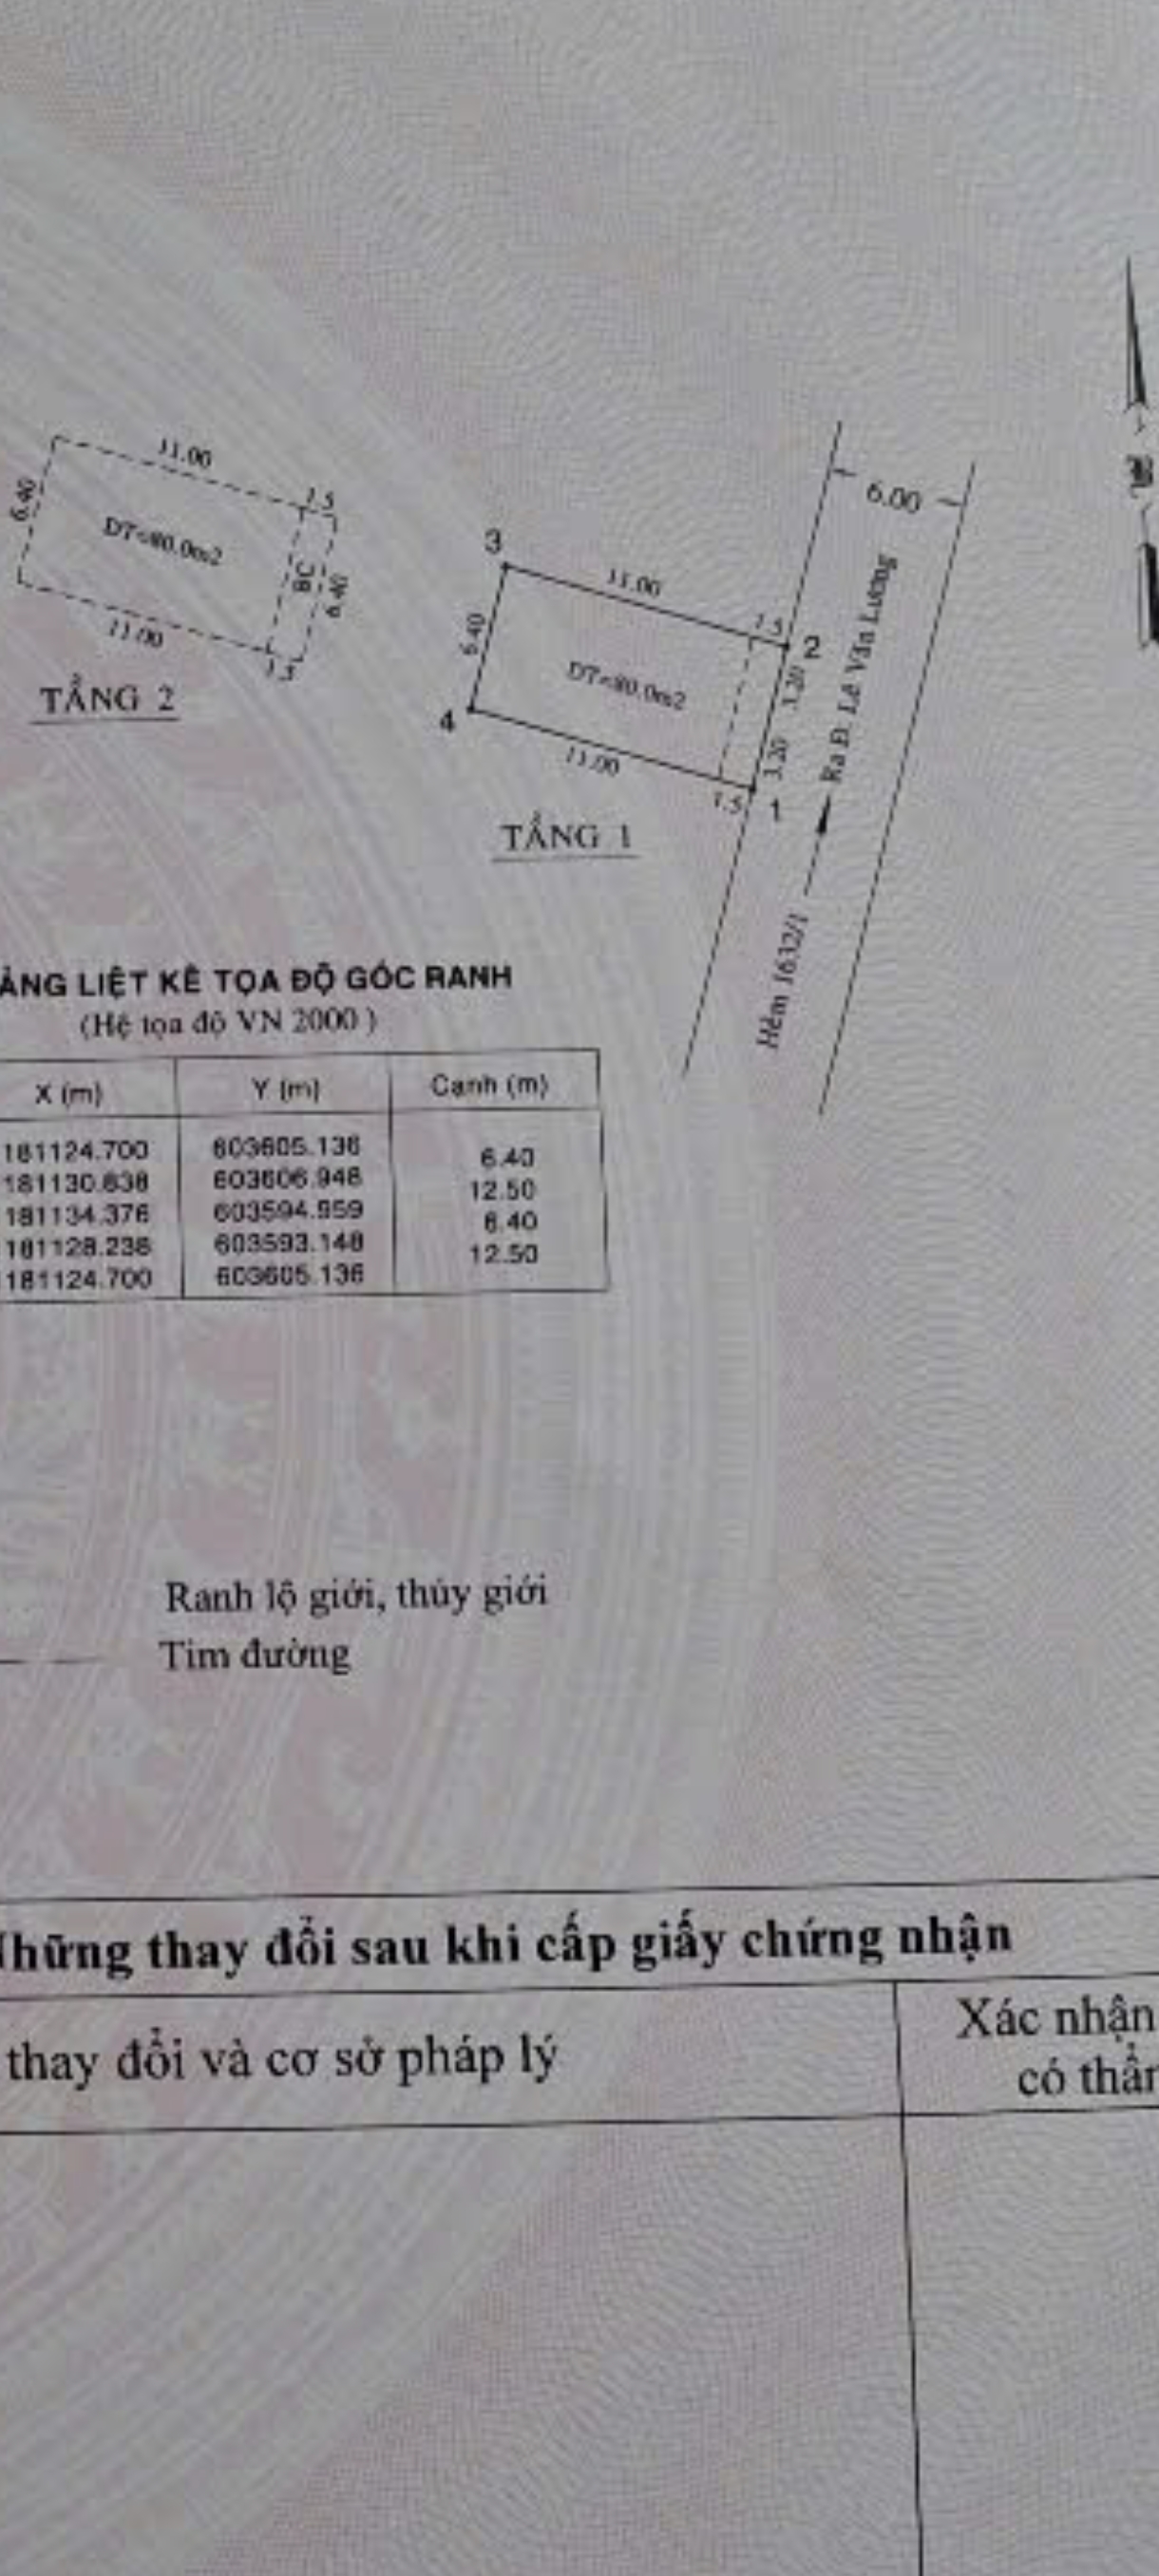 11.00
1.5
6.40
DT=80.0m2
BC
6.40
11.00
1.5
TẦNG 2
6.00
3
11.00
1.5
2
6.40
DT=80.0m2
3.20
3.20
4
11.00
1.5
1
TẦNG 1
Hẻm 1632/1
Ra Đ. Lê Văn Lương
ẢNG LIỆT KÊ TỌA ĐỘ GÓC RANH
(Hệ tọa độ VN 2000 )
X (m) Y (m) Cạnh (m)
181124.700 603605.136
6.40
181130.838 603606.948
12.50
181134.376 603594.959
6.40
181128.238 603593.148
12.50
181124.700 603605.136
Ranh lộ giới, thủy giới
Tim đường
Những thay đổi sau khi cấp giấy chứng nhận
thay đổi và cơ sở pháp lý
Xác nhận
có thẩm